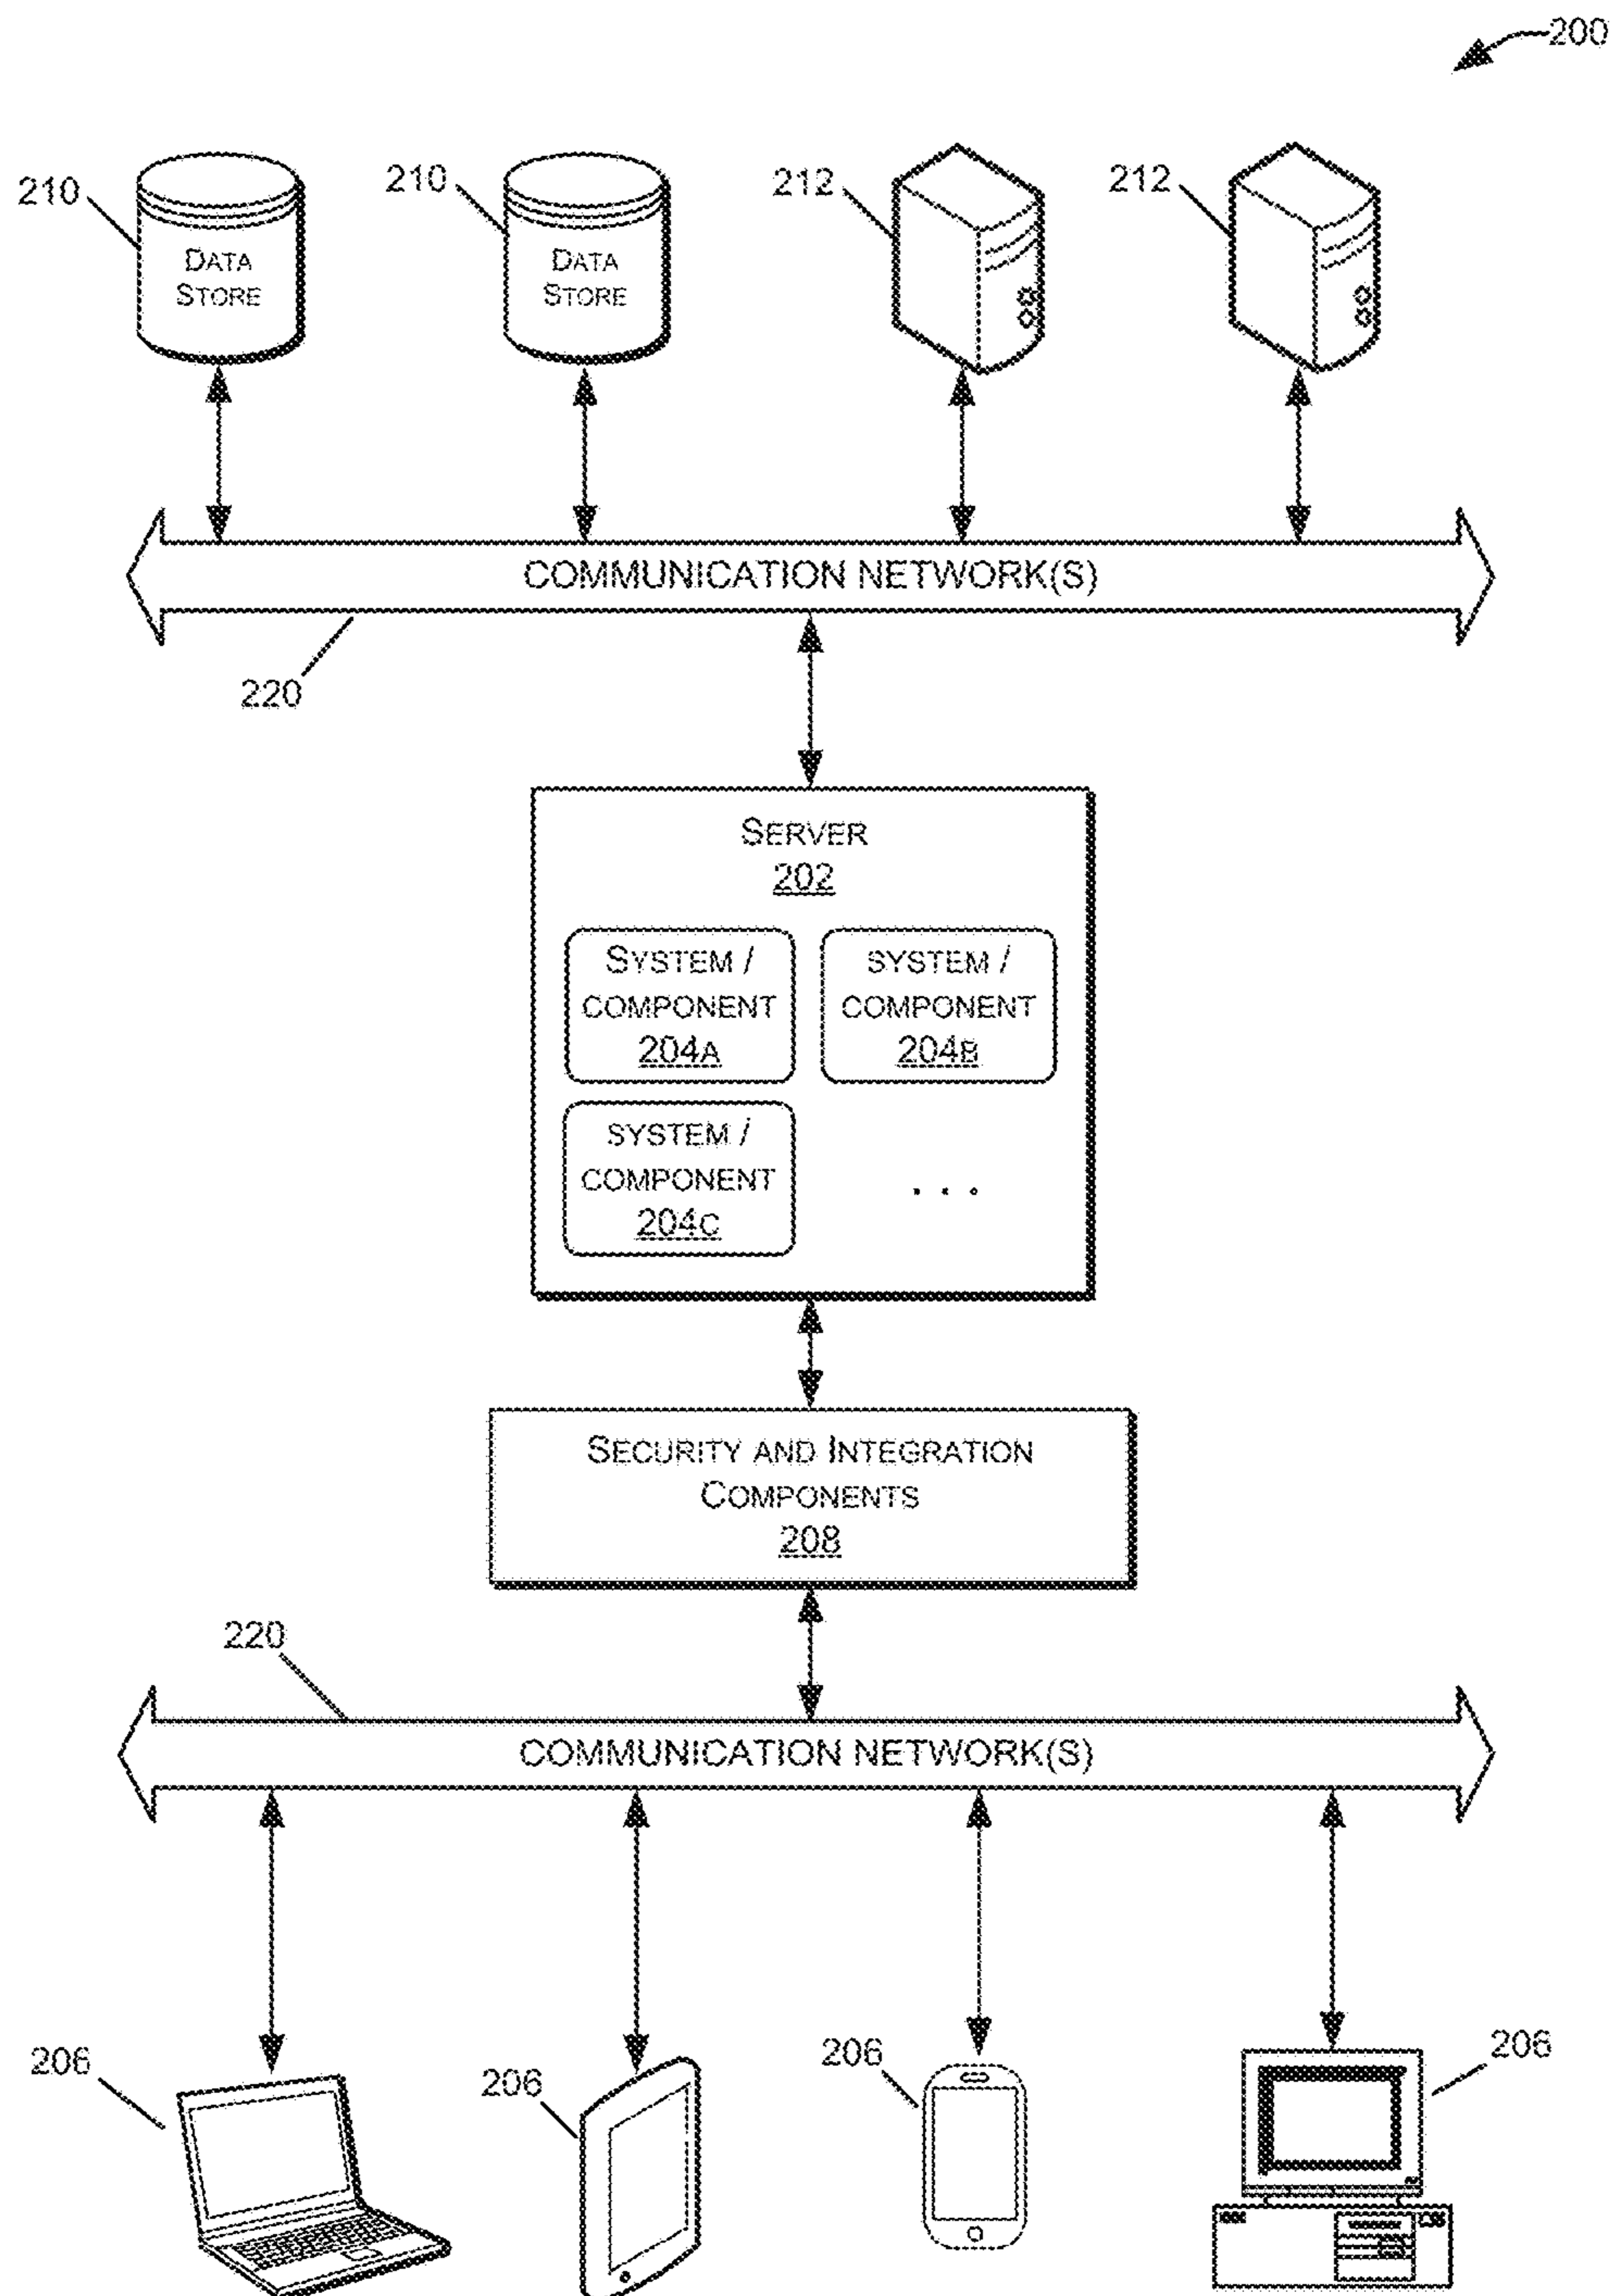 200
210
210
212
212
DATA
STORE
DATA
STORE
COMMUNICATION NETWORK(S)
220
SERVER
202
SYSTEM /
COMPONENT
204A
SYSTEM /
COMPONENT
204B
SYSTEM /
COMPONENT
204C
. . .
SECURITY AND INTEGRATION
COMPONENTS
208
220
COMMUNICATION NETWORK(S)
206
206
206
206